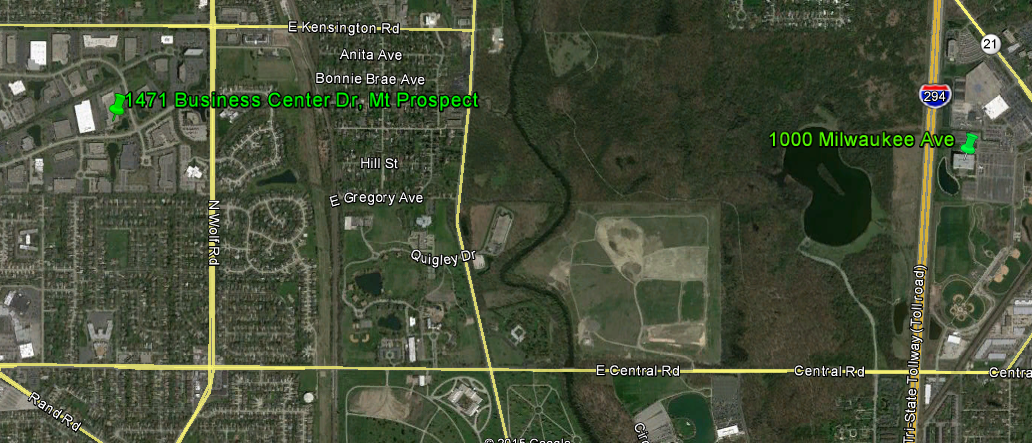 E Kensington Rd
21
Anita Ave
Bonnie Brae Ave
1471 Business Center Dr, Mt Prospect
294
1000 Milwaukee Ave
Hill St
E Gregory Ave
N Wolf Rd
Quigley Dr
Tri-State Tollway (Toll road)
E Central Rd
Central Rd
Centra
Rand Rd
Cir
© 2015 Google